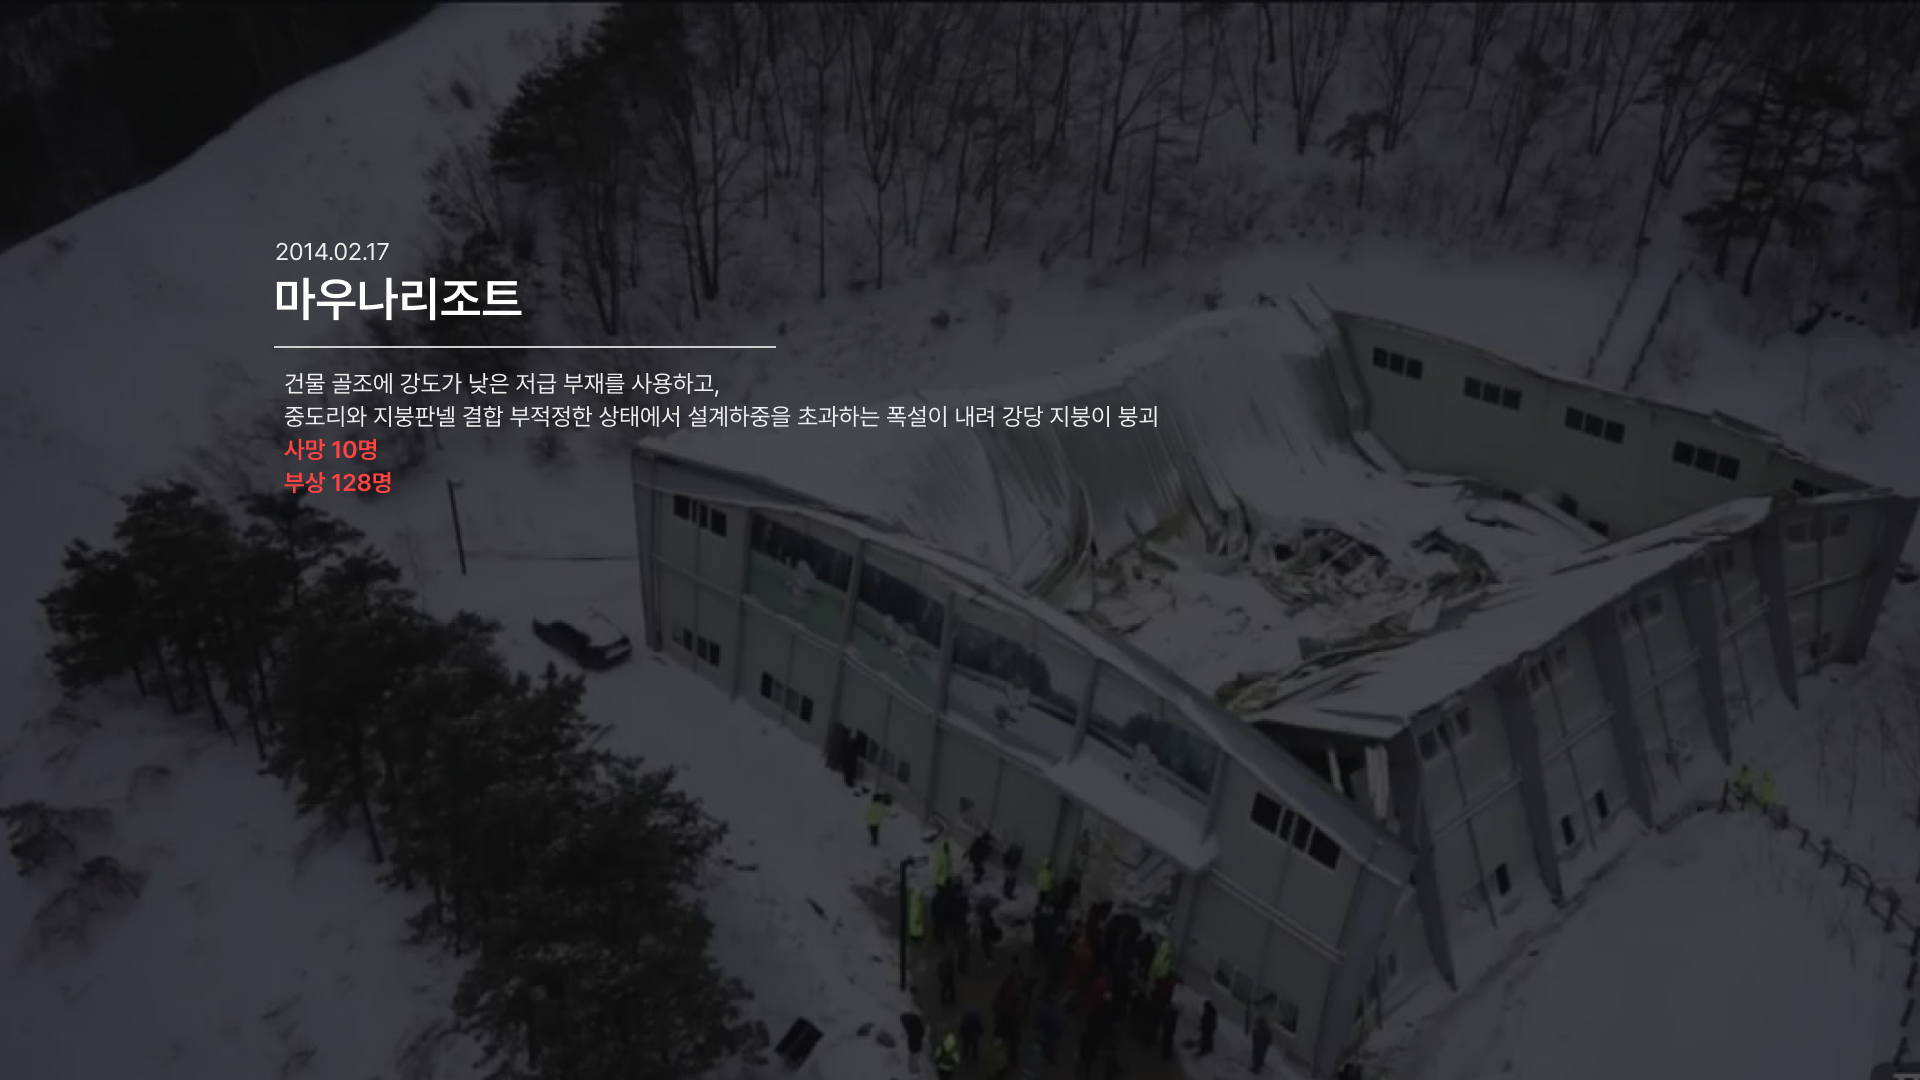 2014.02.17
마우나리조트
건물 골조에 강도가 낮은 저급 부재를 사용하고,
중도리와 지붕판넬 결합 부적정한 상태에서 설계하중을 초과하는 폭설이 내려 강당 지붕이 붕괴
사망 10명
부상 128명